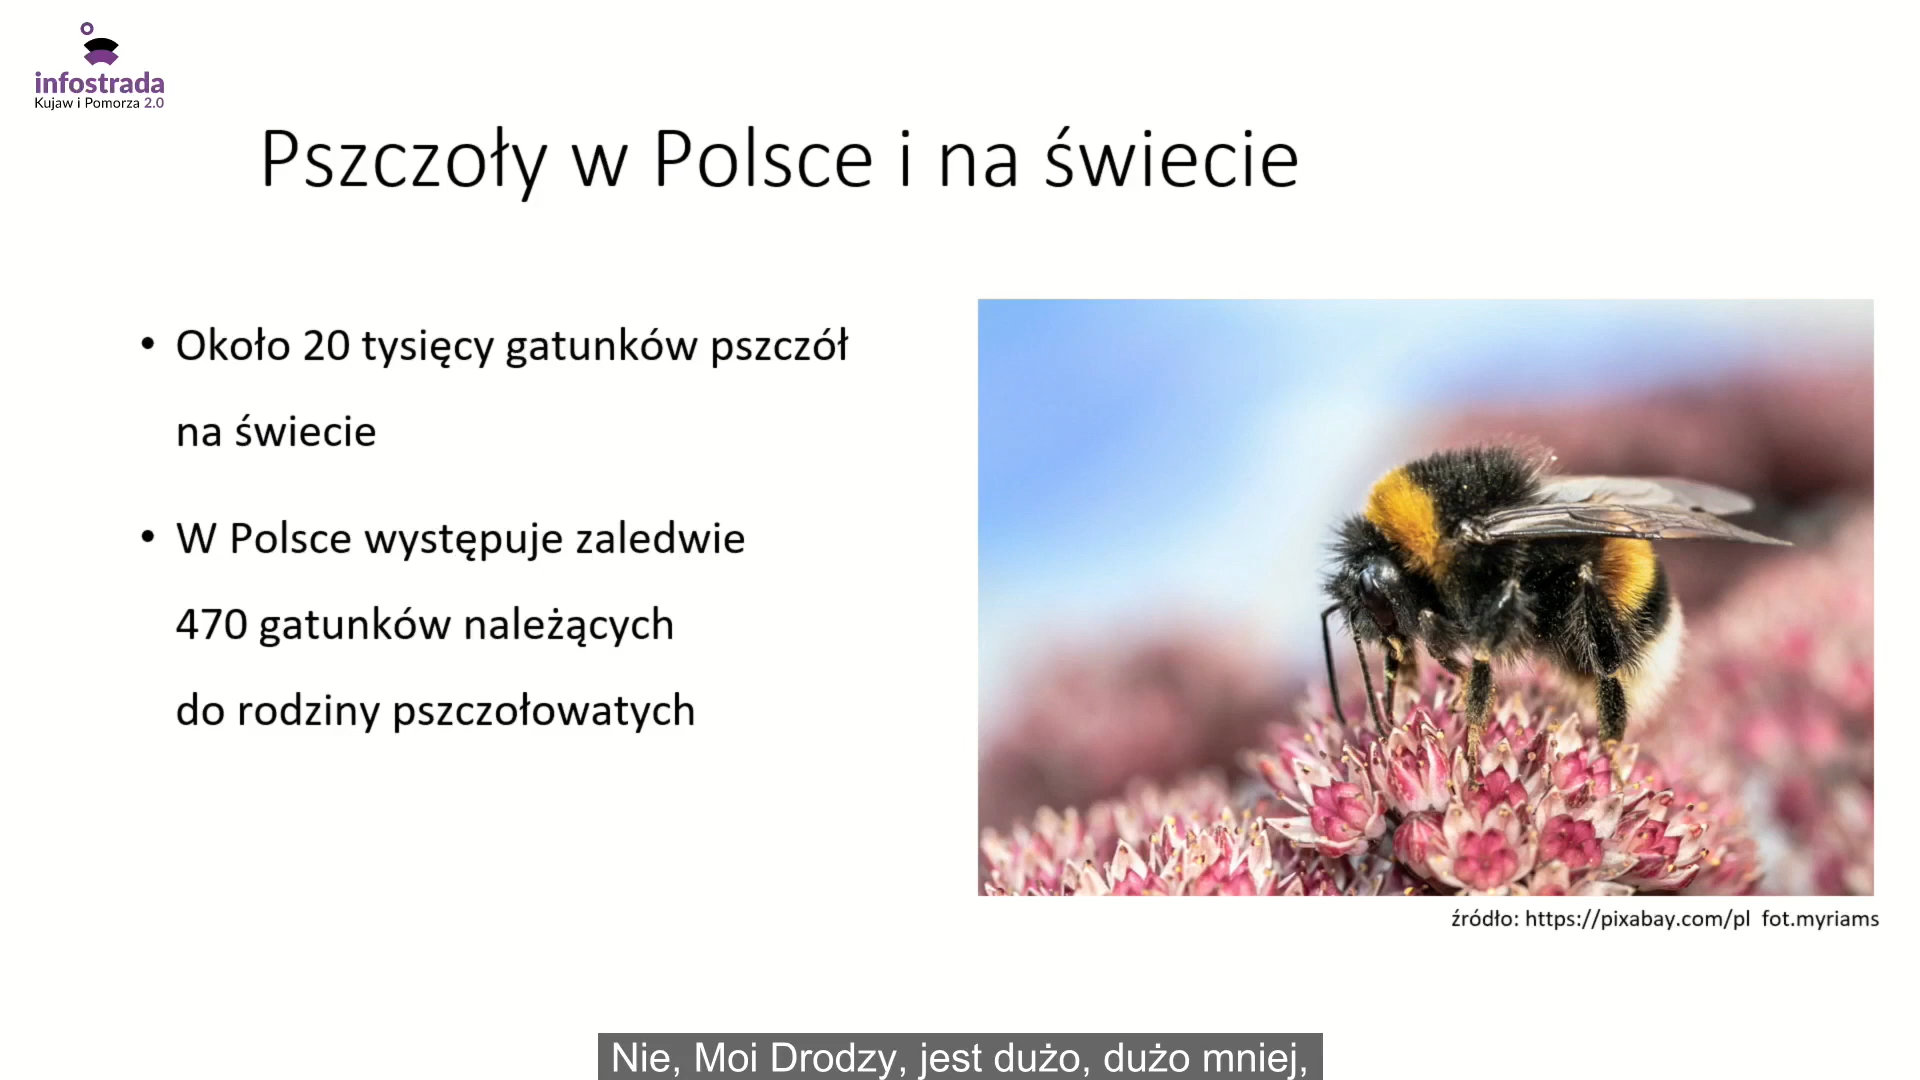 infostrada
Kujaw i Pomorza 2.0
Pszczoły w Polsce i na świecie
• Około 20 tysięcy gatunków pszczół
na świecie
• W Polsce występuje zaledwie
470 gatunków należących
do rodziny pszczołowatych
źródło: https://pixabay.com/pl fot.myriams
Nie, Moi Drodzy, jest dużo, dużo mniej,